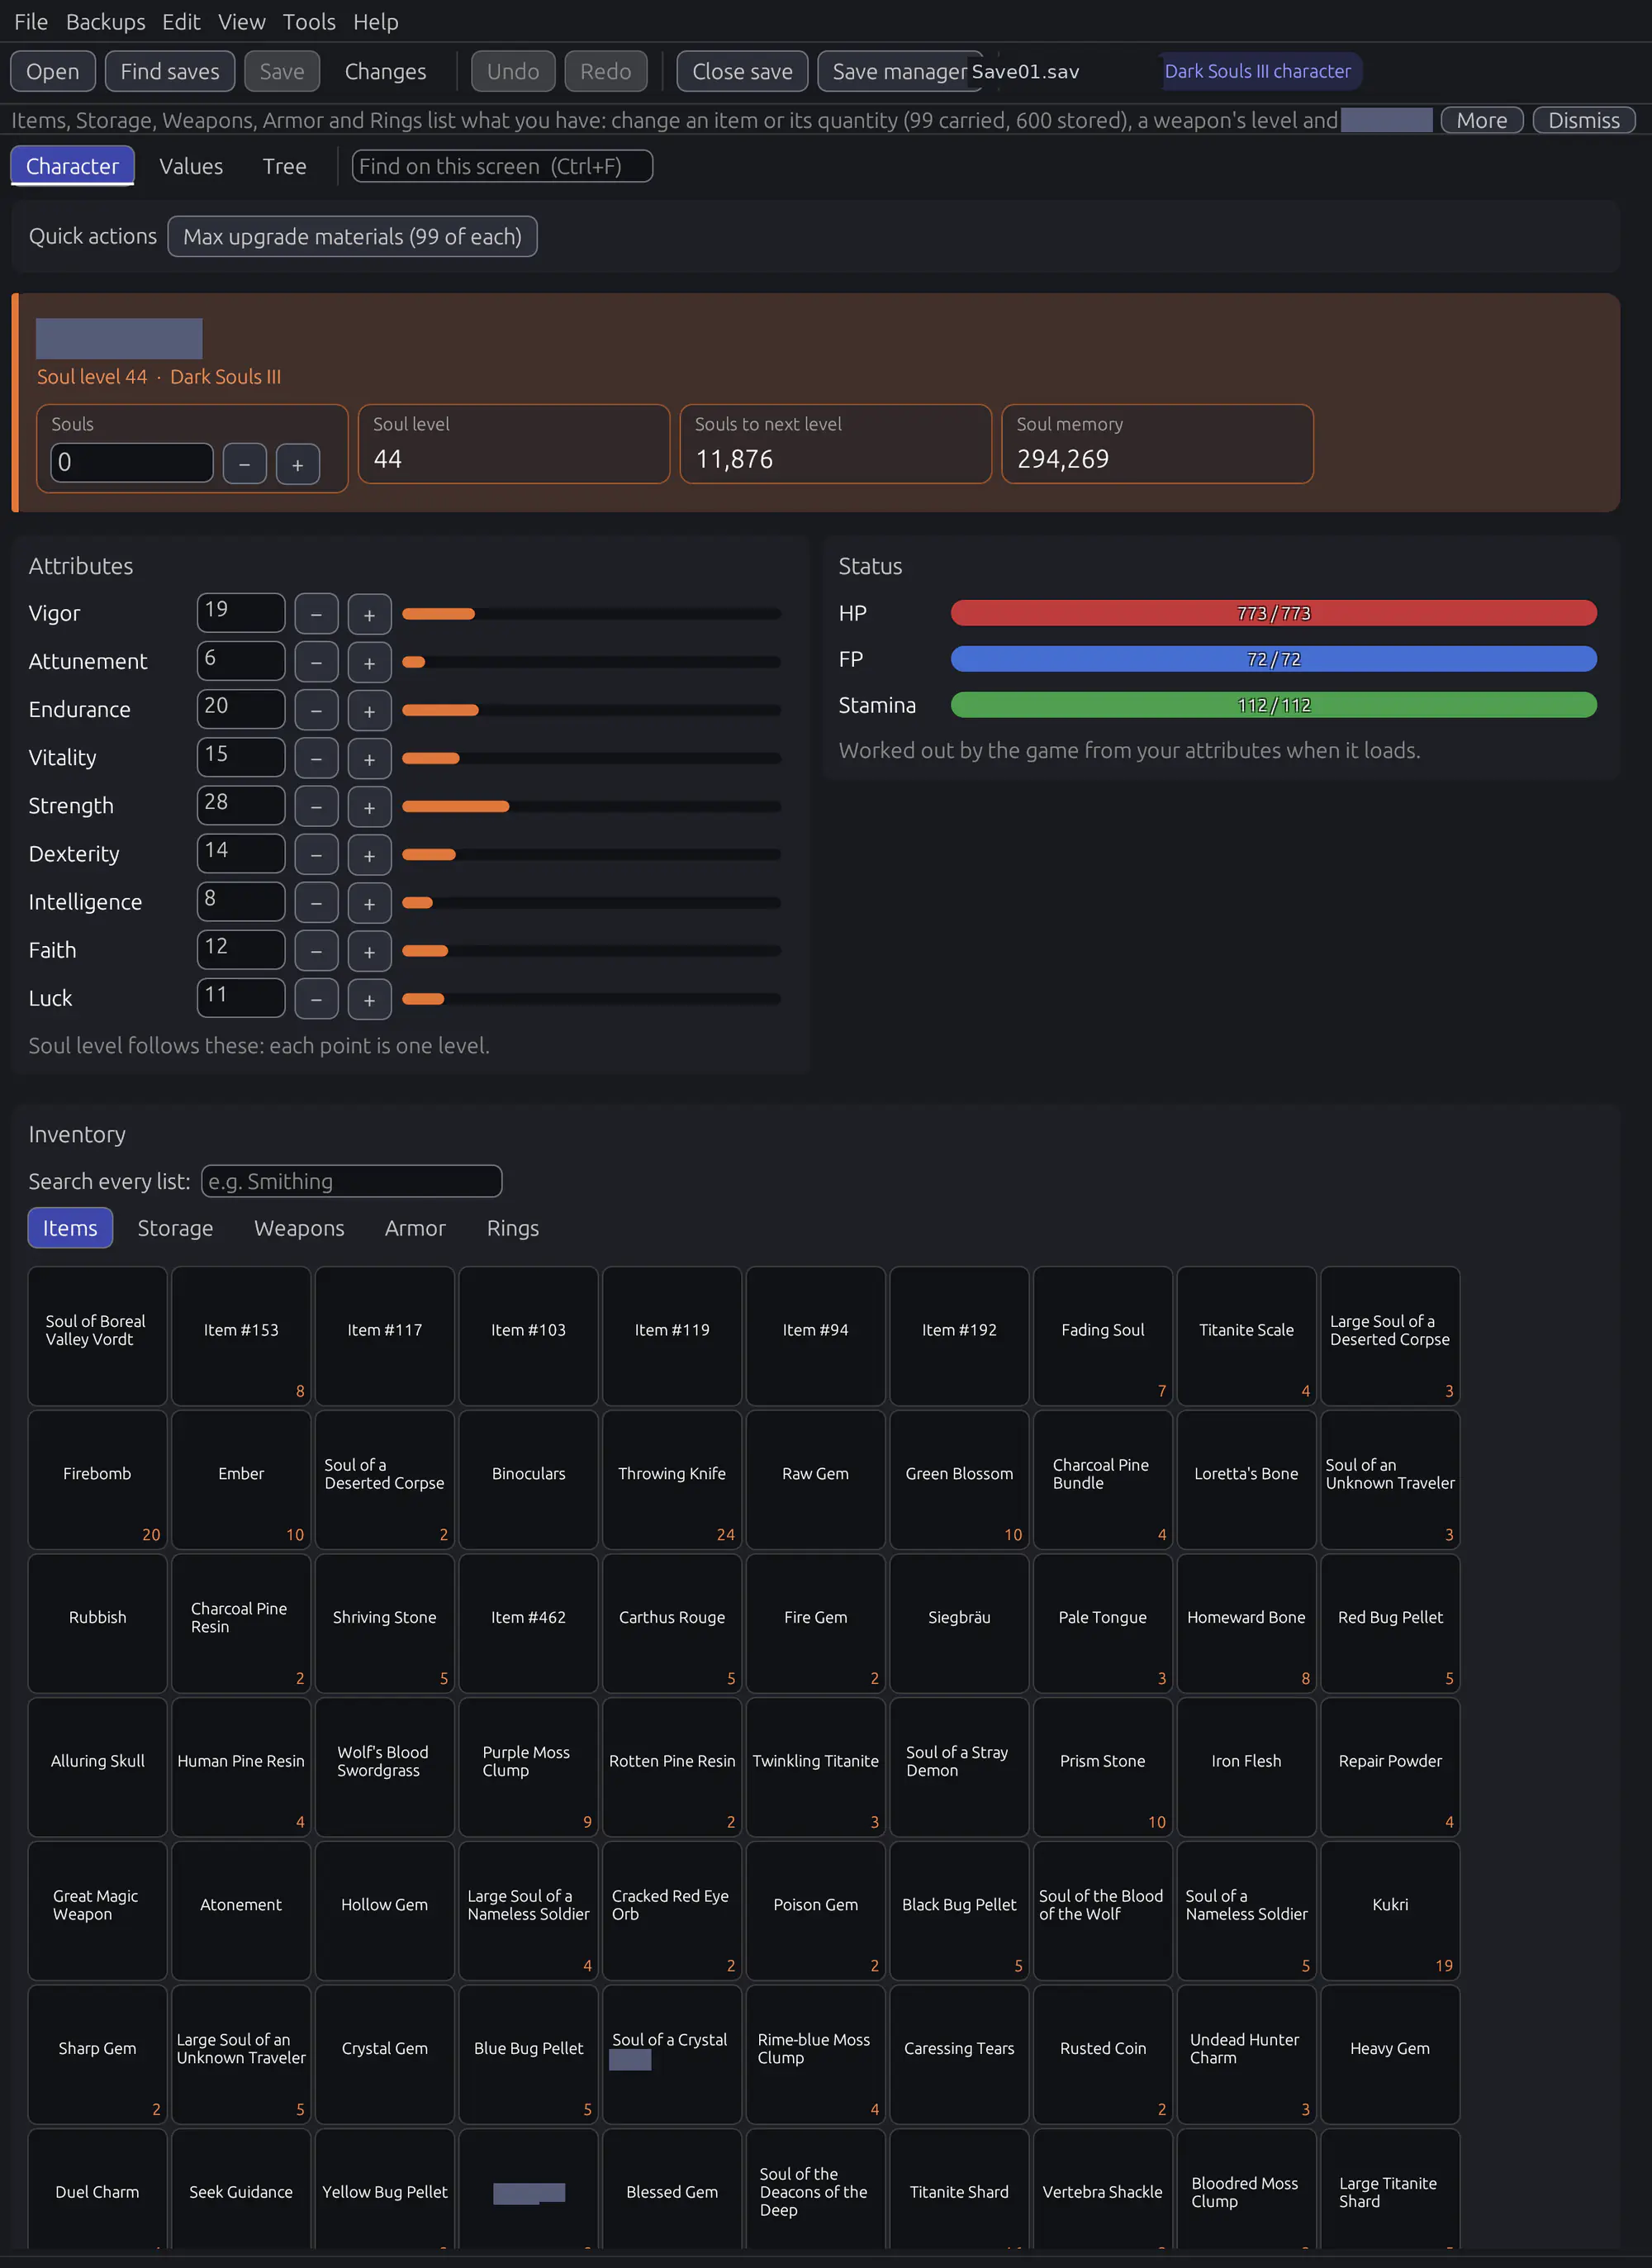 File Backups Edit View Tools Help
Open Find saves Save Changes Undo Redo Close save Save manager Save01.sav Dark Souls III character
Items, Storage, Weapons, Armor and Rings list what you have: change an item or its quantity (99 carried, 600 stored), a weapon's level and More Dismiss
Character Values Tree Find on this screen (Ctrl+F)
Quick actions Max upgrade materials (99 of each)
Soul level 44 · Dark Souls III
Souls
0 − +
Soul level
44
Souls to next level
11,876
Soul memory
294,269
Attributes
Vigor 19 − +
Attunement 6 − +
Endurance 20 − +
Vitality 15 − +
Strength 28 − +
Dexterity 14 − +
Intelligence 8 − +
Faith 12 − +
Luck 11 − +
Soul level follows these: each point is one level.
Status
HP 773 / 773
FP 72 / 72
Stamina 112 / 112
Worked out by the game from your attributes when it loads.
Inventory
Search every list: e.g. Smithing
Items Storage Weapons Armor Rings
Soul of Boreal
Valley Vordt
Item #153
8
Item #117
Item #103
Item #119
Item #94
Item #192
Fading Soul
7
Titanite Scale
4
Large Soul of a
Deserted Corpse
3
Firebomb
20
Ember
10
Soul of a
Deserted Corpse
2
Binoculars
Throwing Knife
24
Raw Gem
Green Blossom
10
Charcoal Pine
Bundle
4
Loretta's Bone
Soul of an
Unknown Traveler
3
Rubbish
Charcoal Pine
Resin
2
Shriving Stone
5
Item #462
Carthus Rouge
5
Fire Gem
2
Siegbräu
Pale Tongue
3
Homeward Bone
8
Red Bug Pellet
5
Alluring Skull
Human Pine Resin
4
Wolf's Blood
Swordgrass
Purple Moss
Clump
9
Rotten Pine Resin
2
Twinkling Titanite
3
Soul of a Stray
Demon
Prism Stone
10
Iron Flesh
Repair Powder
4
Great Magic
Weapon
Atonement
Hollow Gem
Large Soul of a
Nameless Soldier
4
Cracked Red Eye
Orb
2
Poison Gem
2
Black Bug Pellet
5
Soul of the Blood
of the Wolf
Soul of a
Nameless Soldier
5
Kukri
19
Sharp Gem
2
Large Soul of an
Unknown Traveler
5
Crystal Gem
Blue Bug Pellet
5
Soul of a Crystal
Rime-blue Moss
Clump
4
Caressing Tears
Rusted Coin
2
Undead Hunter
Charm
3
Heavy Gem
Duel Charm
Seek Guidance
Yellow Bug Pellet
Blessed Gem
Soul of the
Deacons of the
Deep
Titanite Shard
Vertebra Shackle
Bloodred Moss
Clump
Large Titanite
Shard